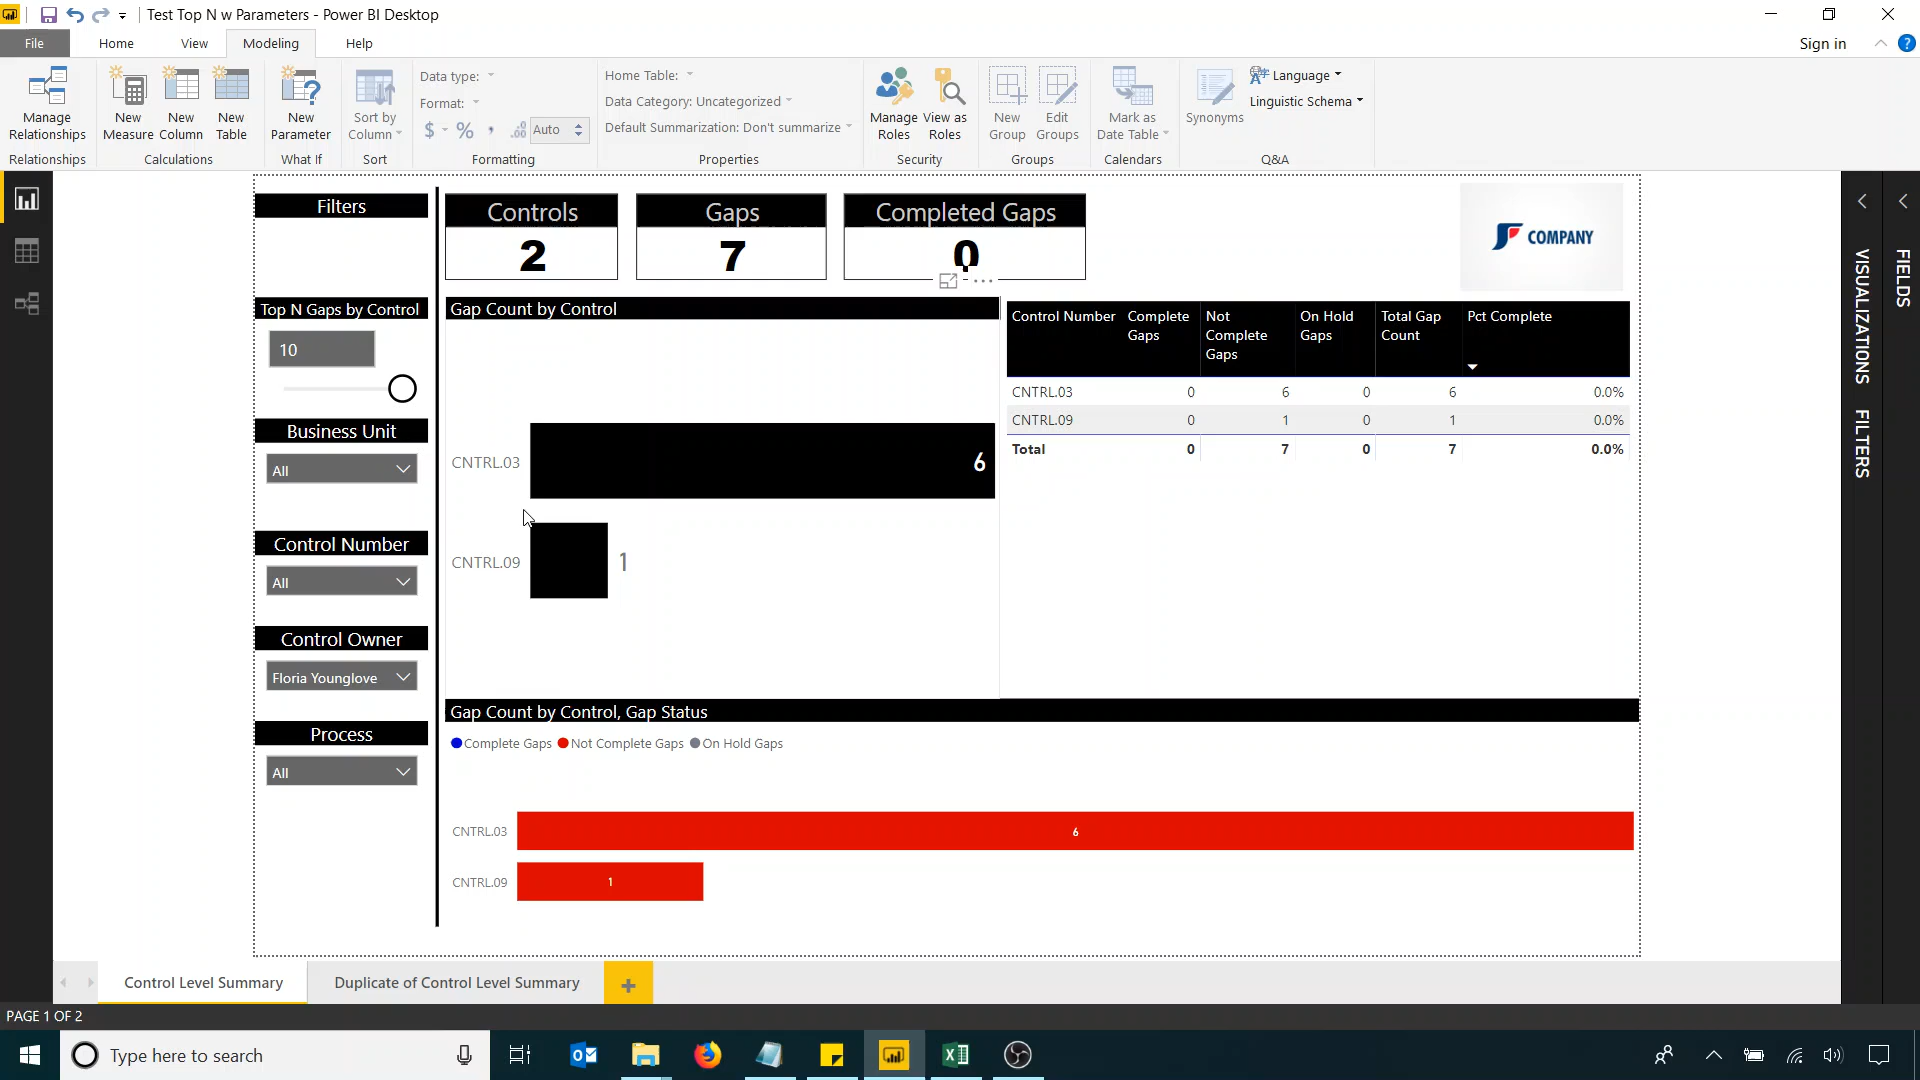 Test Top N w Parameters - Power BI Desktop
File
Home
View
Modeling
Help
Sign in
?
Manage
Relationships
New
Measure
New
Column
New
Table
New
Parameter
Sort by
Column
Data type:
Format:
$ % , .00 Auto
Home Table:
Data Category: Uncategorized
Default Summarization: Don't summarize
Manage
Roles
View as
Roles
New
Group
Edit
Groups
Mark as
Date Table
Synonyms
Language
Linguistic Schema
Relationships
Calculations
What If
Sort
Formatting
Properties
Security
Groups
Calendars
Q&A
Filters
Controls
2
Gaps
7
Completed Gaps
0
COMPANY
Top N Gaps by Control
10
Business Unit
All
Control Number
All
Control Owner
Floria Younglove
Process
All
Gap Count by Control
CNTRL.03 6
CNTRL.09 1
Control Number Complete Gaps Not Complete Gaps On Hold Gaps Total Gap Count Pct Complete
CNTRL.03 0 6 0 6 0.0%
CNTRL.09 0 1 0 1 0.0%
Total 0 7 0 7 0.0%
Gap Count by Control, Gap Status
Complete Gaps Not Complete Gaps On Hold Gaps
CNTRL.03 6
CNTRL.09 1
VISUALIZATIONS
FILTERS
FIELDS
Control Level Summary
Duplicate of Control Level Summary
PAGE 1 OF 2
Type here to search